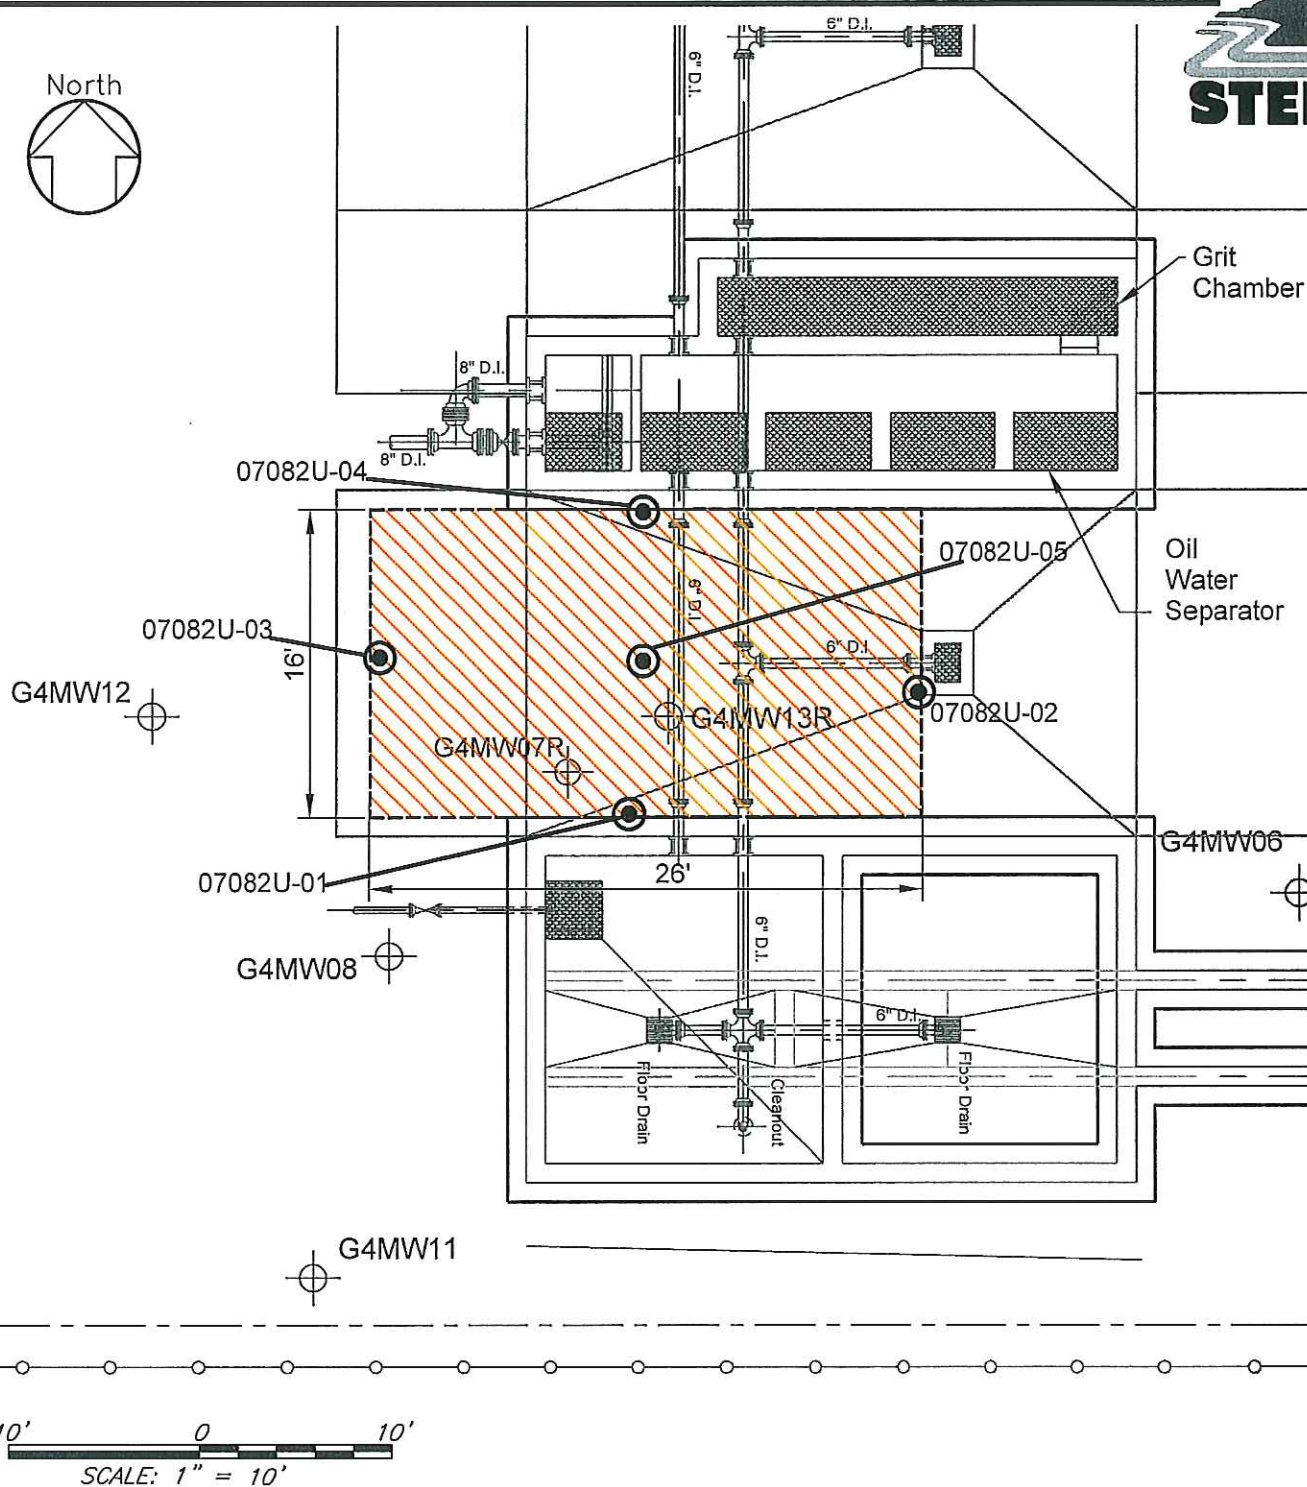 6" D.I.
6" D.I.
North
Grit
Chamber
8" D.I.
8" D.I.
07082U-04
07082U-05
Oil
Water
Separator
6" D.I
07082U-03
16'
6" D.I
G4MW12
G4MW13R
07082U-02
G4MW07R
G4MW06
07082U-01
26'
6" D.I.
G4MW08
6" D.I.
Floor Drain
Cleanout
Floor Drain
G4MW11
10'
0
10'
SCALE: 1" = 10'